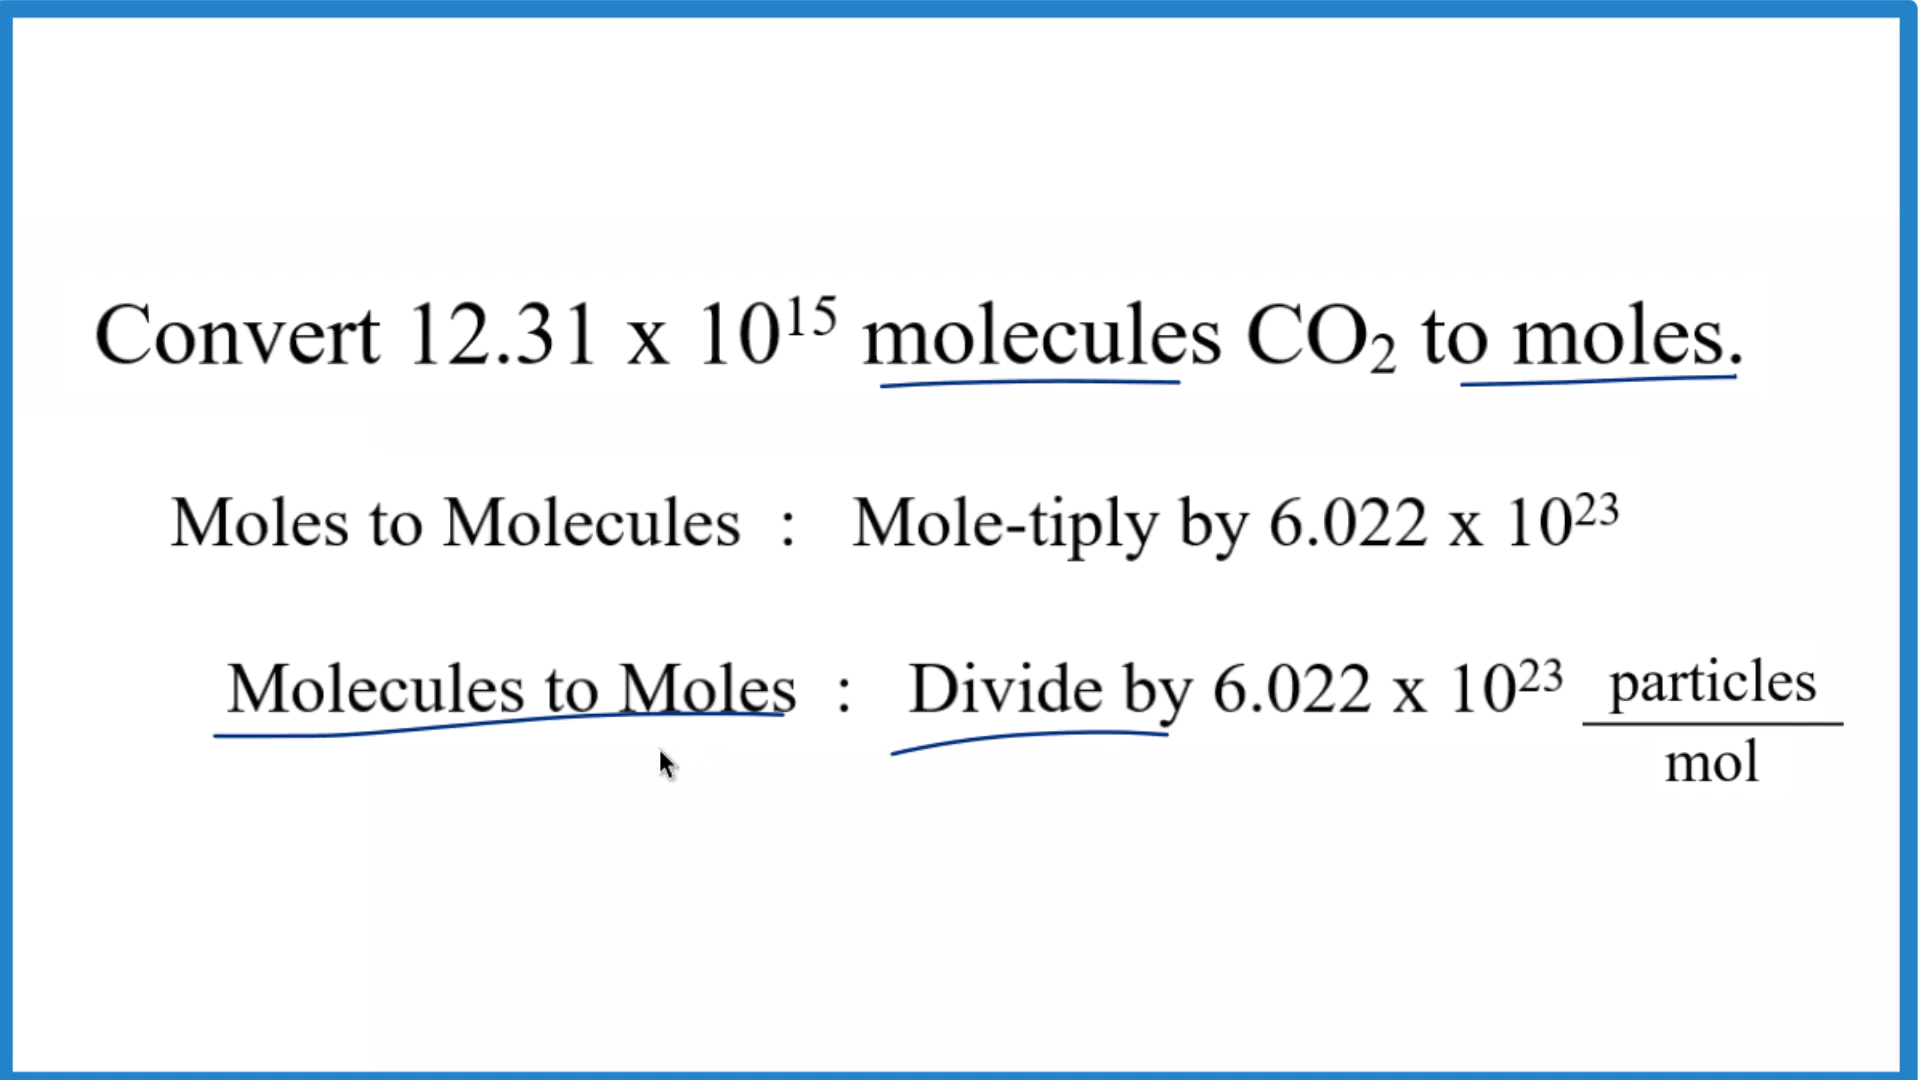 Convert 12.31 x 10¹⁵ molecules CO₂ to moles.
Moles to Molecules : Mole-tiply by 6.022 x 10²³
Molecules to Moles : Divide by 6.022 x 10²³ particles
mol